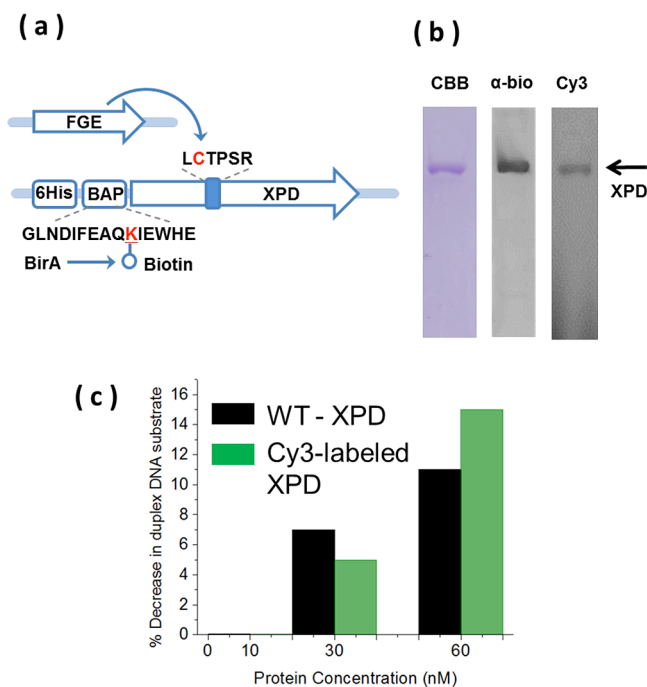 ( a )
FGE
LCTPSR
6His BAP XPD
GLNDIFEAQKIEWHE
BirA Biotin
( b )
CBB α-bio Cy3
XPD
( c )
% Decrease in duplex DNA substrate
16
14
12
10
8
6
4
2
0
WT - XPD
Cy3-labeled
XPD
0 10 30 60
Protein Concentration (nM)